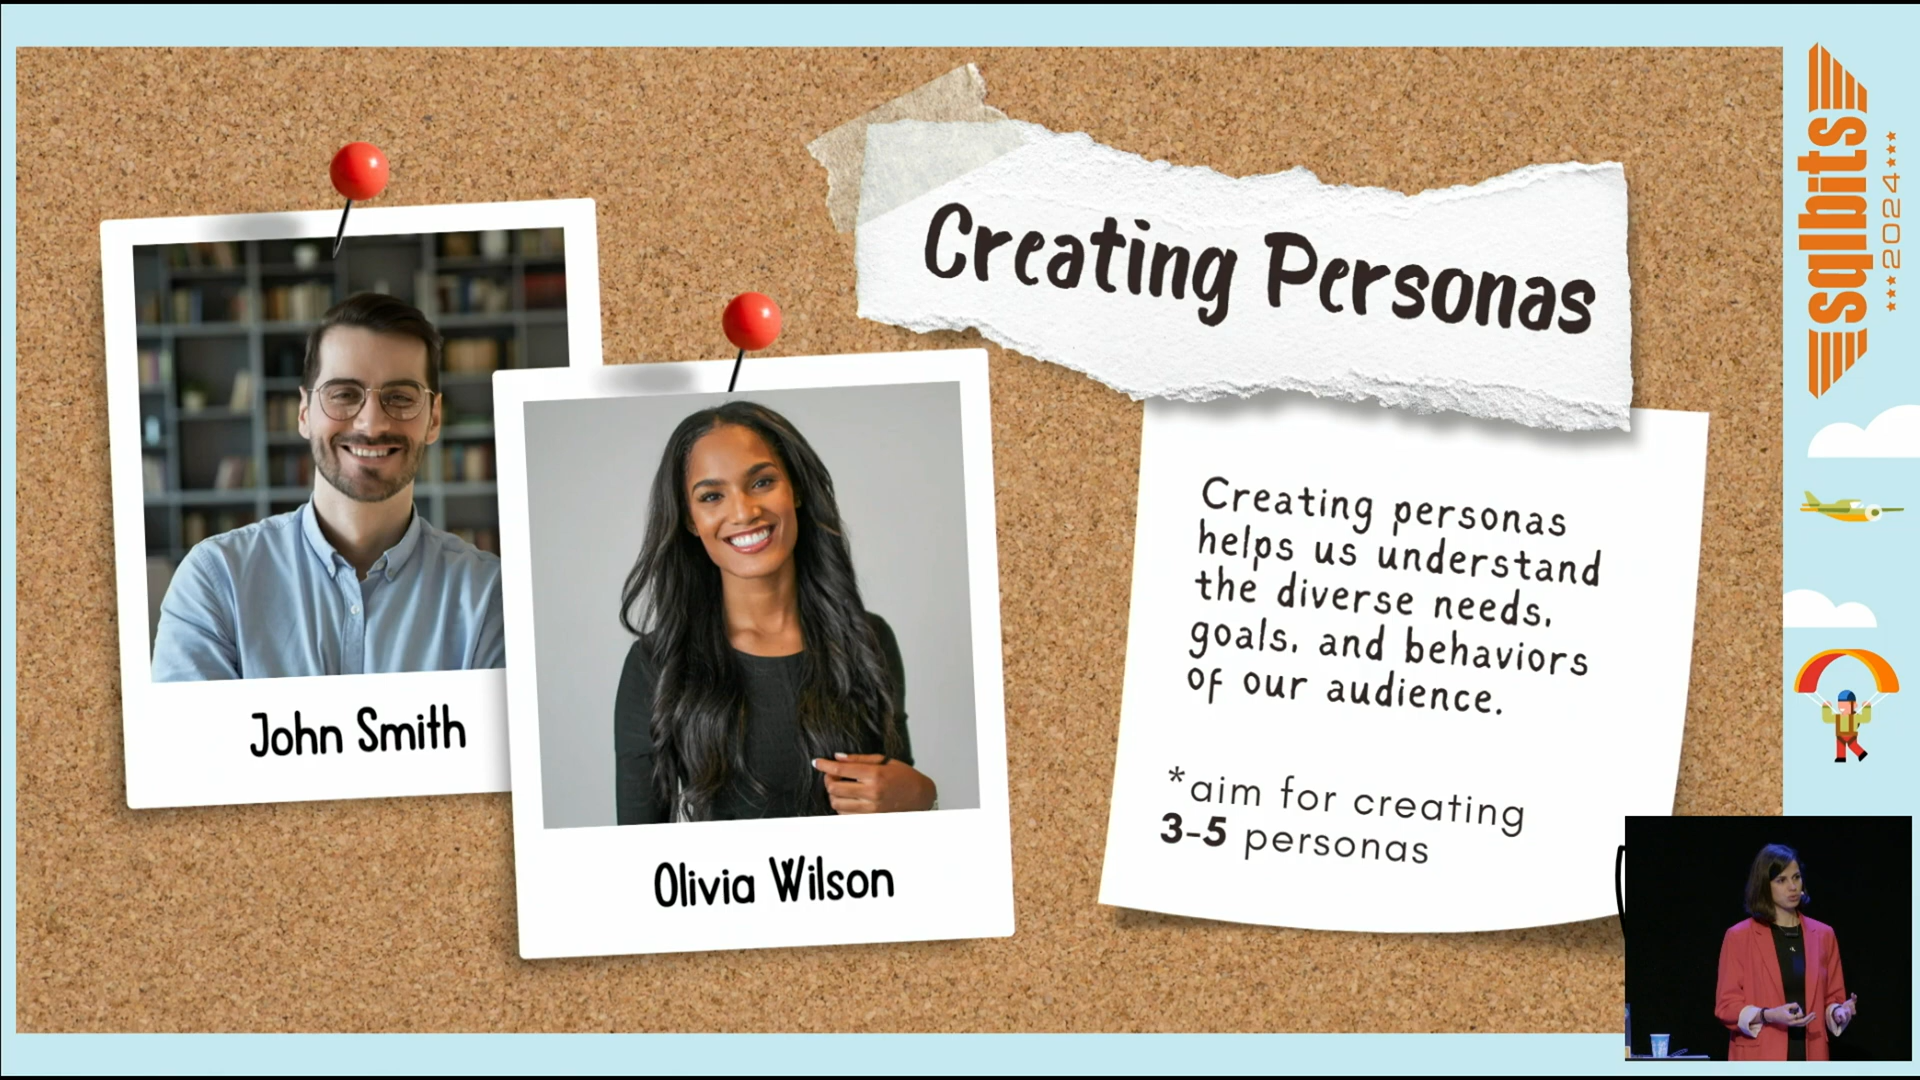 Creating Personas
John Smith
Olivia Wilson
Creating personas
helps us understand
the diverse needs,
goals, and behaviors
of our audience.
*aim for creating
3-5 personas
sqlbits
2024